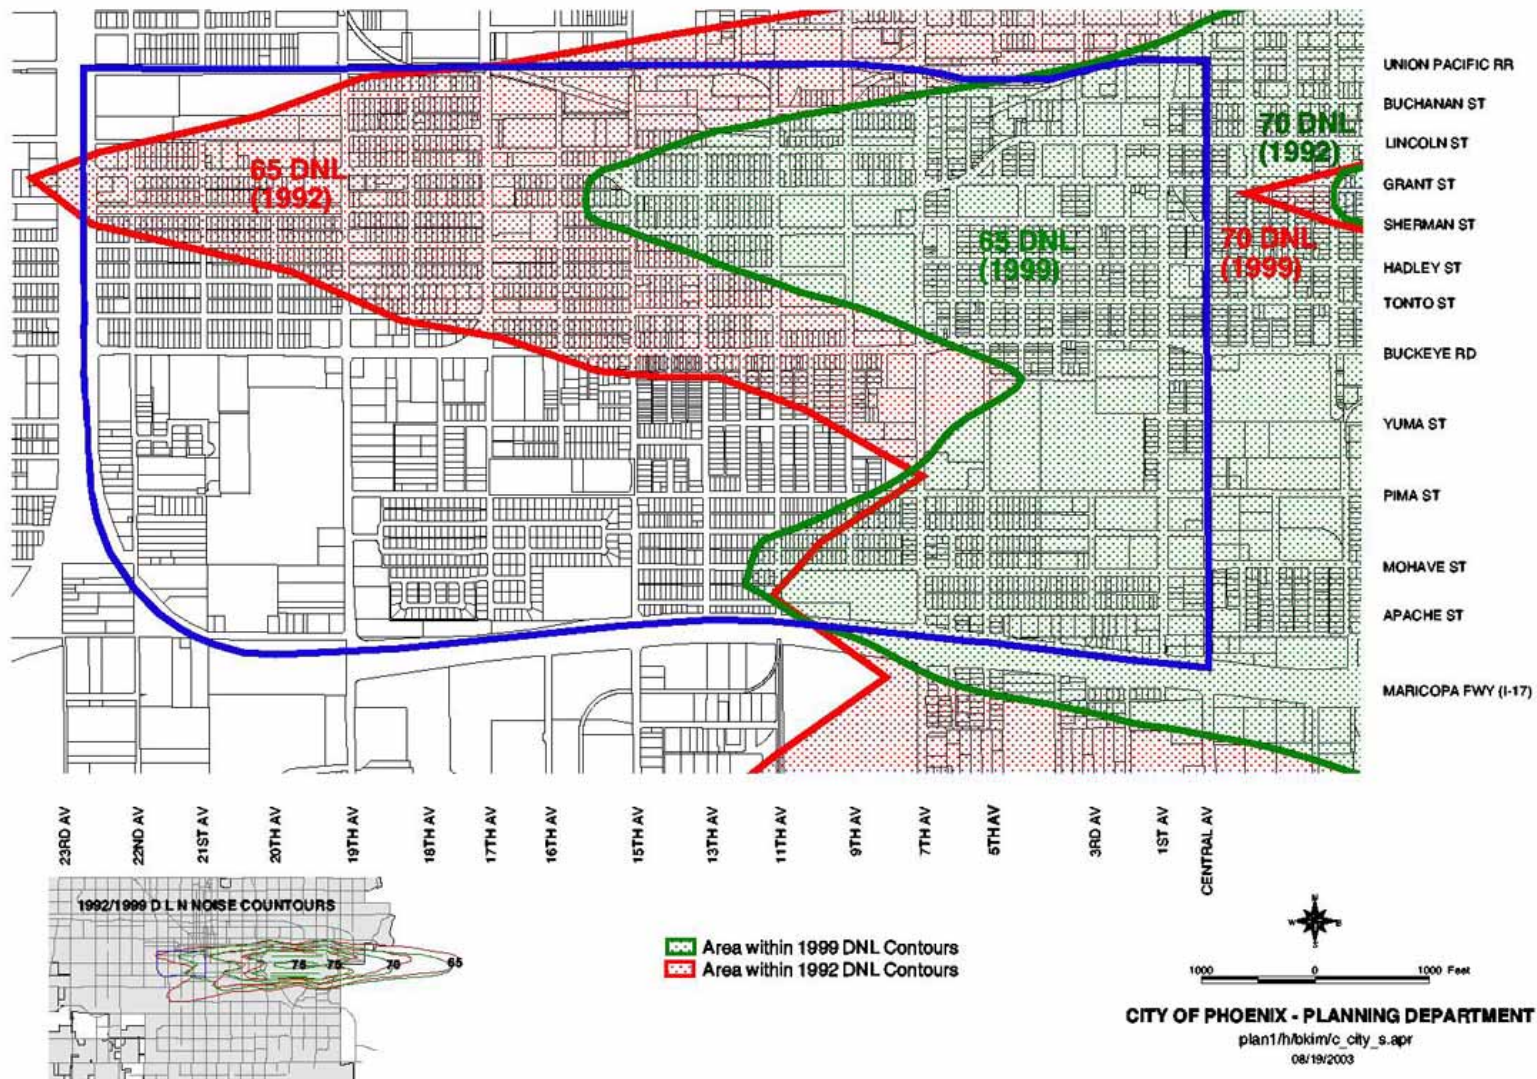 UNION PACIFIC RR
BUCHANAN ST
LINCOLN ST
GRANT ST
SHERMAN ST
HADLEY ST
TONTO ST
BUCKEYE RD
YUMA ST
PIMA ST
MOHAVE ST
APACHE ST
MARICOPA FWY (I-17)
65 DNL
(1992)
65 DNL
(1999)
70 DNL
(1992)
70 DNL
(1999)
23RD AV
22ND AV
21ST AV
20TH AV
19TH AV
18TH AV
17TH AV
16TH AV
15TH AV
13TH AV
11TH AV
9TH AV
7TH AV
5TH AV
3RD AV
1ST AV
CENTRAL AV
1992/1999 D L N NOISE COUNTOURS
75
75
70
65
Area within 1999 DNL Contours
Area within 1992 DNL Contours
N
W
E
S
1000 0 1000 Feet
CITY OF PHOENIX - PLANNING DEPARTMENT
plan1/h/bkim/c_city_s.apr
08/19/2003